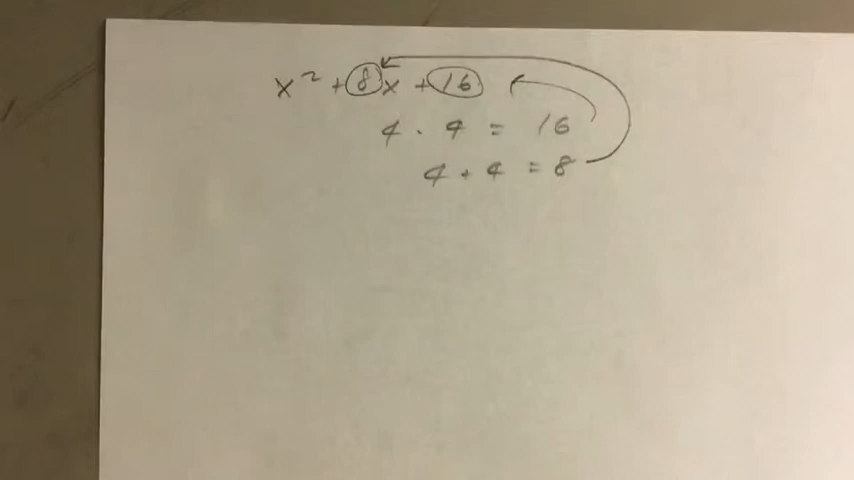 x² + 8x + 16
4 · 4 = 16
4 + 4 = 8